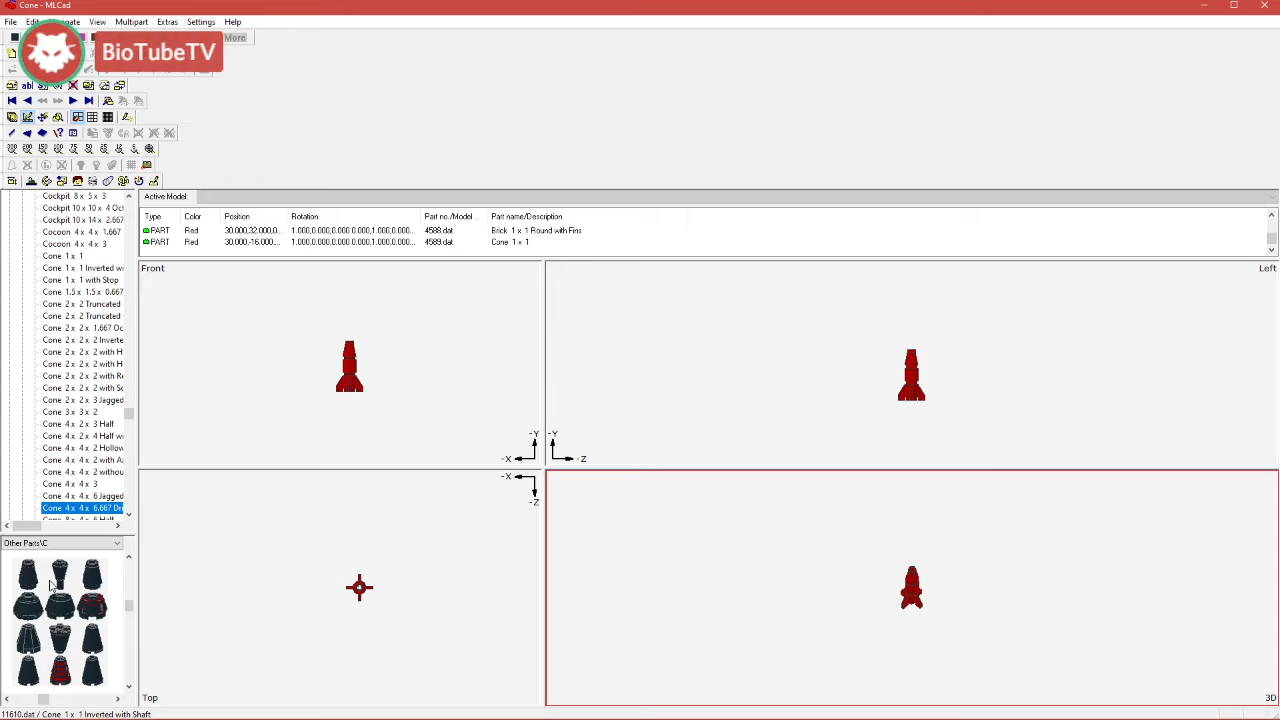 Cone - MLCad
File Edit Navigate View Multipart Extras Settings Help
More
BioTubeTV
Cockpit 8 x 5 x 3
Cockpit 10 x 10 x 4 Oct
Cockpit 10 x 14 x 2.667
Cocoon 4 x 4 x 1.667
Cocoon 4 x 4 x 3
Cone 1 x 1
Cone 1 x 1 Inverted wi
Cone 1 x 1 with Stop
Cone 1.5 x 1.5 x 0.667
Cone 2 x 2 Truncated
Cone 2 x 2 Truncated
Cone 2 x 2 x 1.667 Oc
Cone 2 x 2 x 2 Inverte
Cone 2 x 2 x 2 with H
Cone 2 x 2 x 2 with H
Cone 2 x 2 x 2 with Re
Cone 2 x 2 x 2 with Sc
Cone 2 x 2 x 3 Jagged
Cone 3 x 3 x 2
Cone 4 x 2 x 3 Half
Cone 4 x 2 x 4 Half wi
Cone 4 x 4 x 2 Hollow
Cone 4 x 4 x 2 with Ax
Cone 4 x 4 x 2 withou
Cone 4 x 4 x 3
Cone 4 x 4 x 6 Jagged
Cone 4 x 4 x 6.667 Dri
Cone 8 x 4 x 6 Half
Other Parts\C
Active Model:
Type Color Position Rotation Part no./Model ... Part name/Description
PART Red 30.000,32.000,0... 1.000,0.000,0.000 0.000,1.000,0.000... 4588.dat Brick 1 x 1 Round with Fins
PART Red 30.000,-16.000,... 1.000,0.000,0.000 0.000,1.000,0.000... 4589.dat Cone 1 x 1
Front
-Y
-X
Left
-Y
-Z
-X
-Z
Top
3D
11610.dat / Cone 1 x 1 Inverted with Shaft